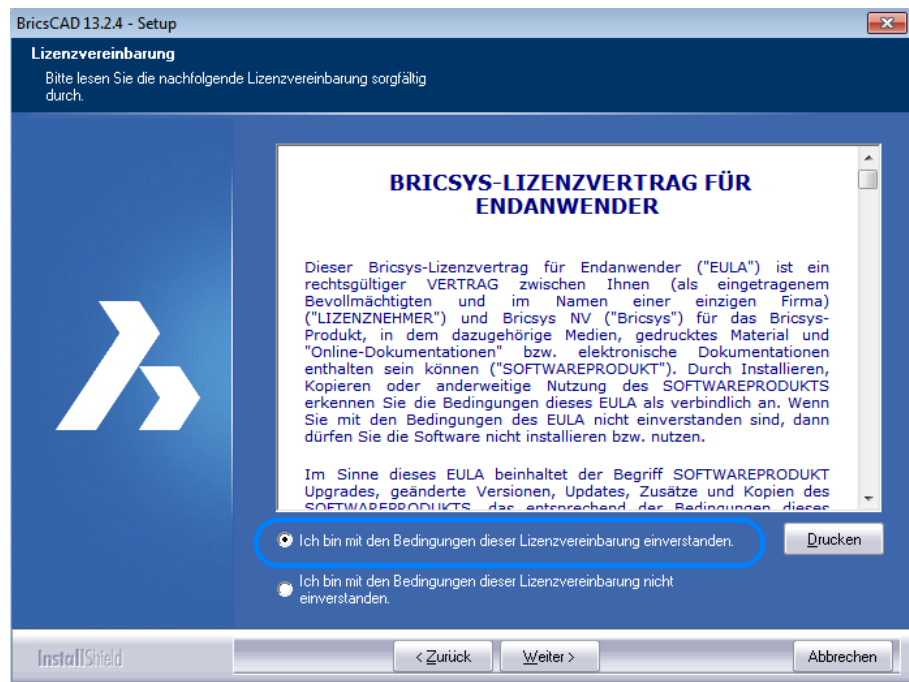 BricsCAD 13.2.4 - Setup
Lizenzvereinbarung
Bitte lesen Sie die nachfolgende Lizenzvereinbarung sorgfältig
durch.
BRICSYS-LIZENZVERTRAG FÜR
ENDANWENDER
Dieser Bricsys-Lizenzvertrag für Endanwender ("EULA") ist ein
rechtsgültiger VERTRAG zwischen Ihnen (als eingetragenem
Bevollmächtigten und im Namen einer einzigen Firma)
("LIZENZNEHMER") und Bricsys NV ("Bricsys") für das Bricsys-
Produkt, in dem dazugehörige Medien, gedrucktes Material und
"Online-Dokumentationen" bzw. elektronische Dokumentationen
enthalten sein können ("SOFTWAREPRODUKT"). Durch Installieren,
Kopieren oder anderweitige Nutzung des SOFTWAREPRODUKTS
erkennen Sie die Bedingungen dieses EULA als verbindlich an. Wenn
Sie mit den Bedingungen des EULA nicht einverstanden sind, dann
dürfen Sie die Software nicht installieren bzw. nutzen.
Im Sinne dieses EULA beinhaltet der Begriff SOFTWAREPRODUKT
Upgrades, geänderte Versionen, Updates, Zusätze und Kopien des
SOFTWAREPRODUKTS, das entsprechend der Bedingungen dieses
Ich bin mit den Bedingungen dieser Lizenzvereinbarung einverstanden.
Drucken
Ich bin mit den Bedingungen dieser Lizenzvereinbarung nicht
einverstanden.
InstallShield
< Zurück
Weiter >
Abbrechen